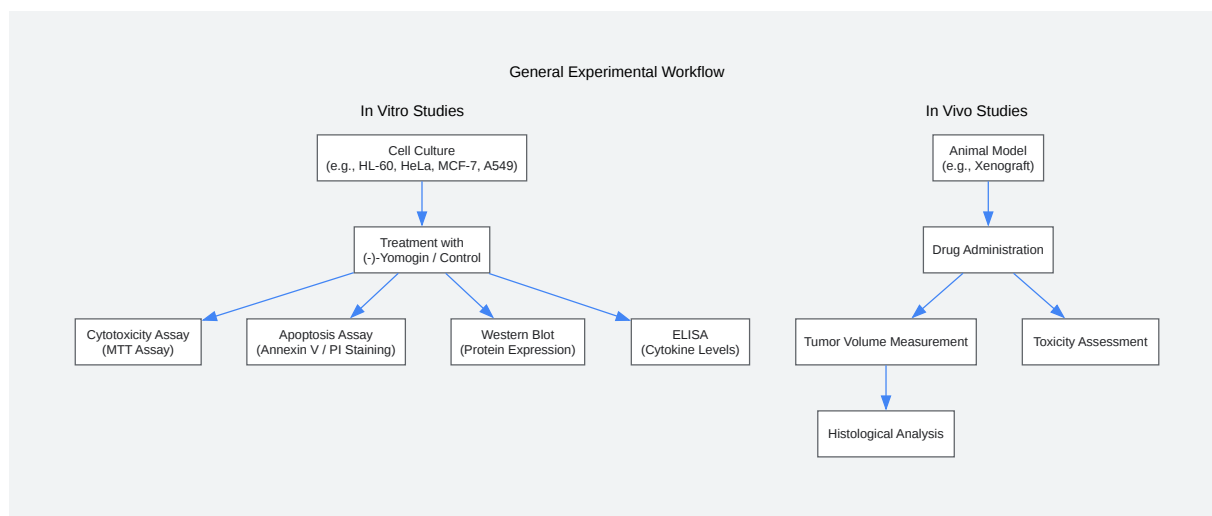 General Experimental Workflow
In Vitro Studies
Cell Culture
(e.g., HL-60, HeLa, MCF-7, A549)
Treatment with
(-)-Yomogin / Control
Cytotoxicity Assay
(MTT Assay)
Apoptosis Assay
(Annexin V / PI Staining)
Western Blot
(Protein Expression)
ELISA
(Cytokine Levels)
In Vivo Studies
Animal Model
(e.g., Xenograft)
Drug Administration
Tumor Volume Measurement
Toxicity Assessment
Histological Analysis